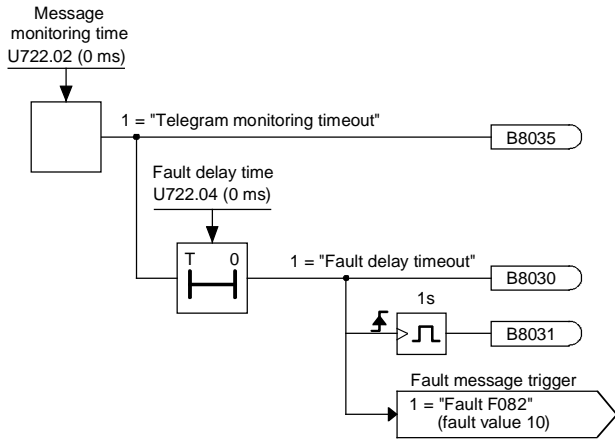 Message
monitoring time
U722.02 (0 ms)
1 = "Telegram monitoring timeout"
B8035
Fault delay time
U722.04 (0 ms)
T 0
1 = "Fault delay timeout"
B8030
1s
B8031
Fault message trigger
1 = "Fault F082"
(fault value 10)